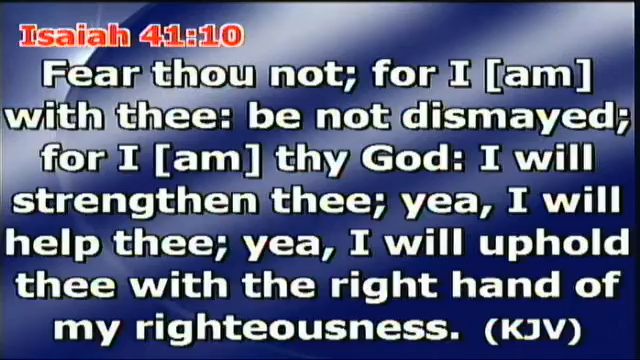 Isaiah 41:10
Fear thou not; for I [am]
with thee: be not dismayed;
for I [am] thy God: I will
strengthen thee; yea, I will
help thee; yea, I will uphold
thee with the right hand of
my righteousness. (KJV)